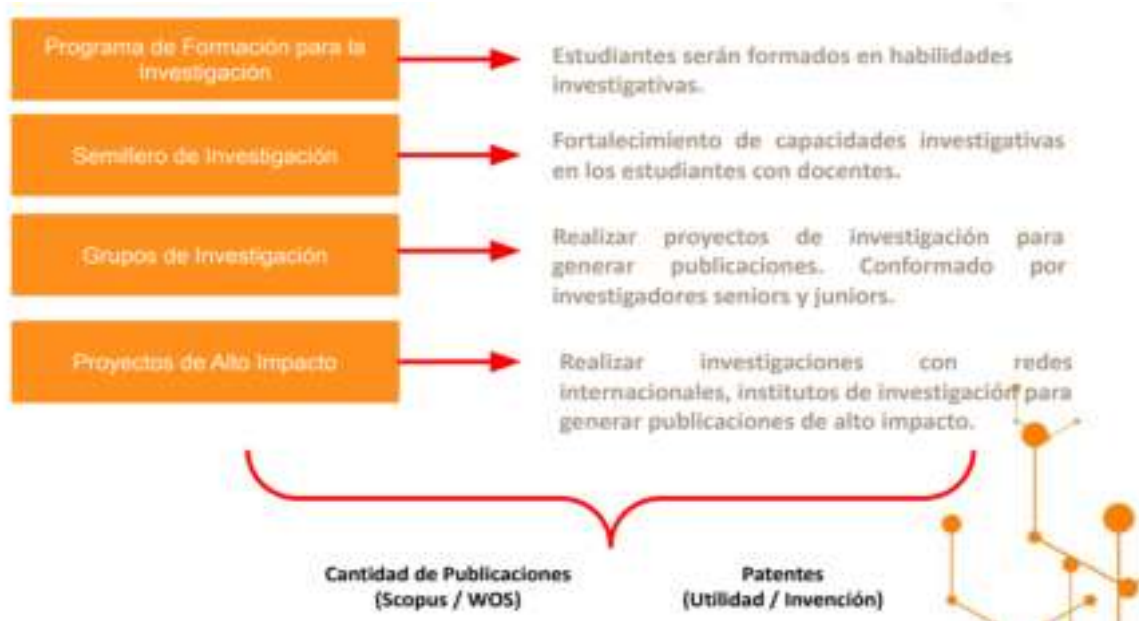 Programa de Formación para la
Investigación
Estudiantes serán formados en habilidades
investigativas.
Semillero de Investigación
Fortalecimiento de capacidades investigativas
en los estudiantes con docentes.
Grupos de Investigación
Realizar proyectos de investigación para
generar publicaciones. Conformado por
investigadores seniors y juniors.
Proyectos de Alto Impacto
Realizar investigaciones con redes
internacionales, institutos de investigación para
generar publicaciones de alto impacto.
Cantidad de Publicaciones
(Scopus / WOS)
Patentes
(Utilidad / Invención)